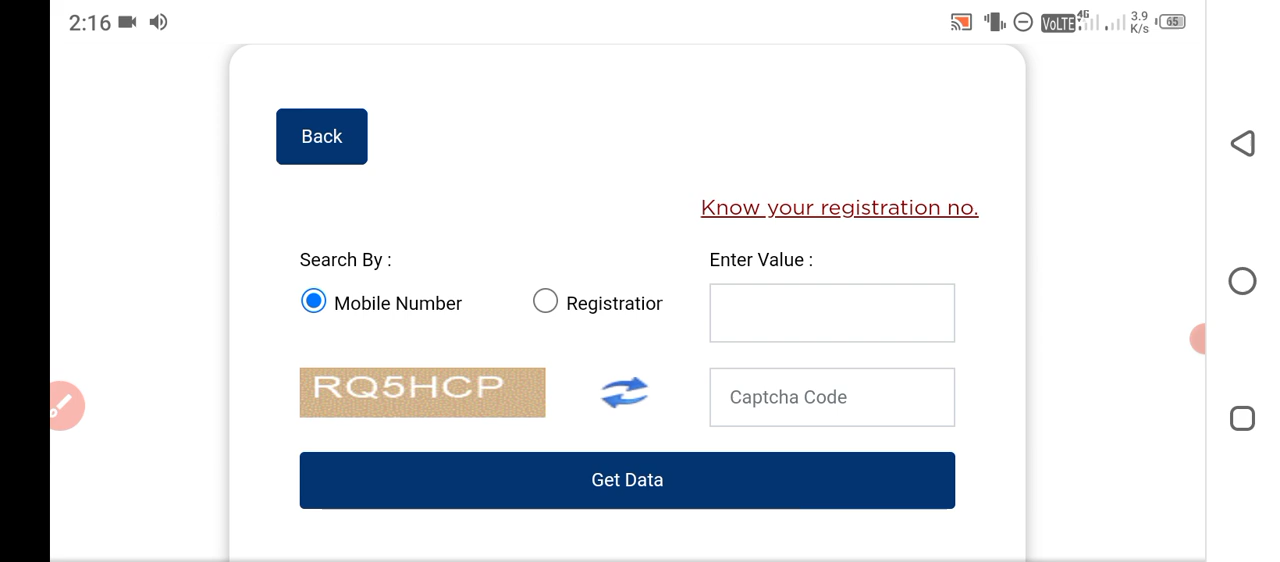 2:16
VoLTE 4G 3.9 K/s 65
Back
Know your registration no.
Search By :
Enter Value :
Mobile Number
Registratior
RQ5HCP
Captcha Code
Get Data